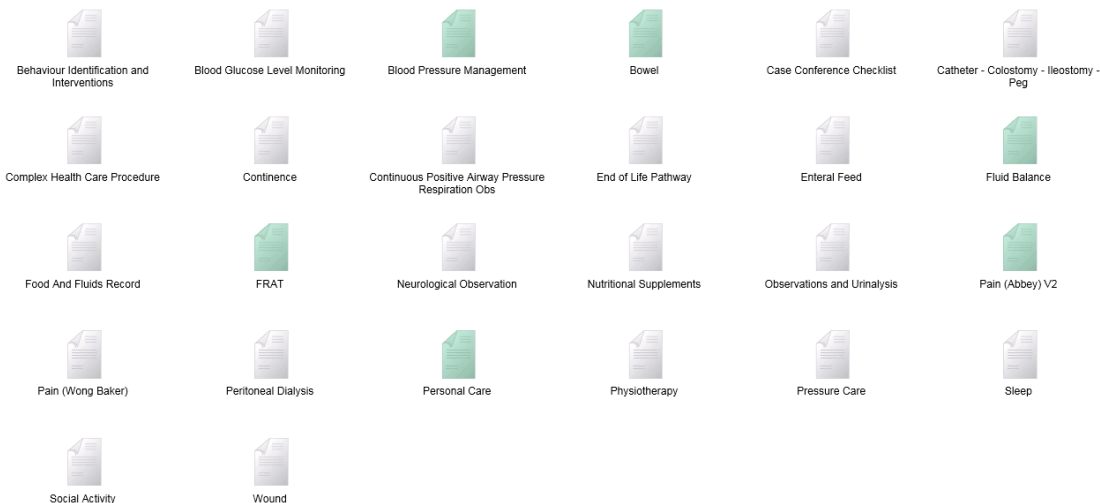 Behaviour Identification and
Interventions
Blood Glucose Level Monitoring
Blood Pressure Management
Bowel
Case Conference Checklist
Catheter - Colostomy - Ileostomy -
Peg
Complex Health Care Procedure
Continence
Continuous Positive Airway Pressure
Respiration Obs
End of Life Pathway
Enteral Feed
Fluid Balance
Food And Fluids Record
FRAT
Neurological Observation
Nutritional Supplements
Observations and Urinalysis
Pain (Abbey) V2
Pain (Wong Baker)
Peritoneal Dialysis
Personal Care
Physiotherapy
Pressure Care
Sleep
Social Activity
Wound